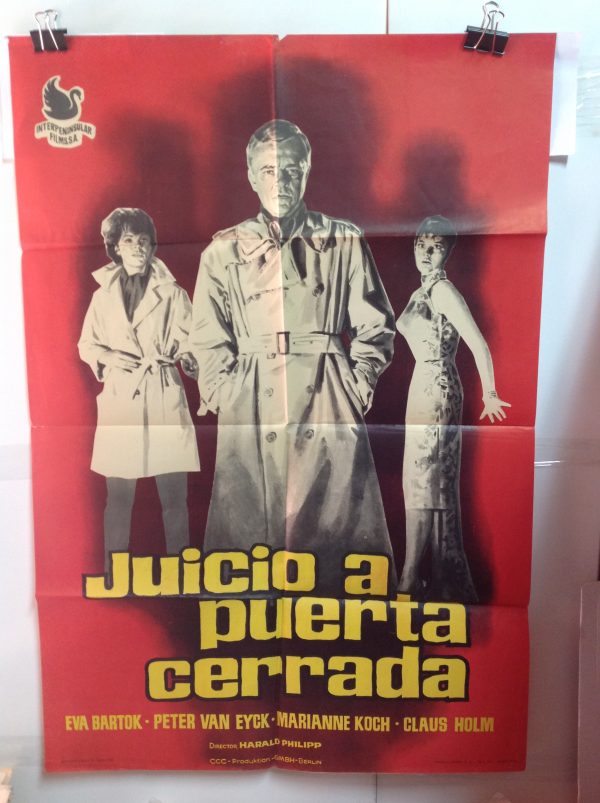 INTERPENINSULAR
FILMS.S.A.
Juicio a
puerta
cerrada
EVA BARTOK · PETER VAN EYCK · MARIANNE KOCH · CLAUS HOLM
DIRECTOR HARALD PHILIPP
CCC - Produktion - GMBH - BERLIN